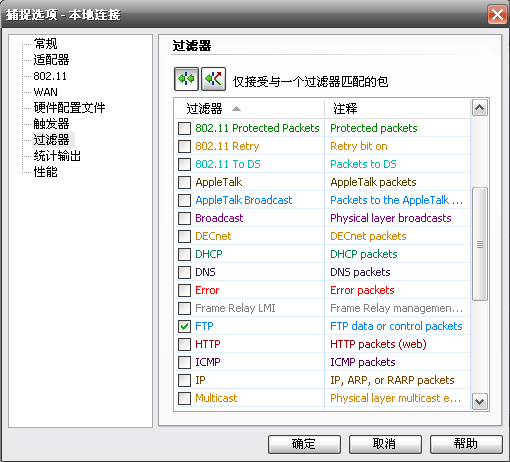 捕捉选项 - 本地连接
常规
适配器
802.11
WAN
硬件配置文件
触发器
过滤器
统计输出
性能
过滤器
仅接受与一个过滤器匹配的包
过滤器 注释
802.11 Protected Packets Protected packets
802.11 Retry Retry bit on
802.11 To DS Packets to DS
AppleTalk AppleTalk packets
AppleTalk Broadcast Packets to the AppleTalk ...
Broadcast Physical layer broadcasts
DECnet DECnet packets
DHCP DHCP packets
DNS DNS packets
Error Error packets
Frame Relay LMI Frame Relay managemen...
FTP FTP data or control packets
HTTP HTTP packets (web)
ICMP ICMP packets
IP IP, ARP, or RARP packets
Multicast Physical layer multicast e...
确定 取消 帮助